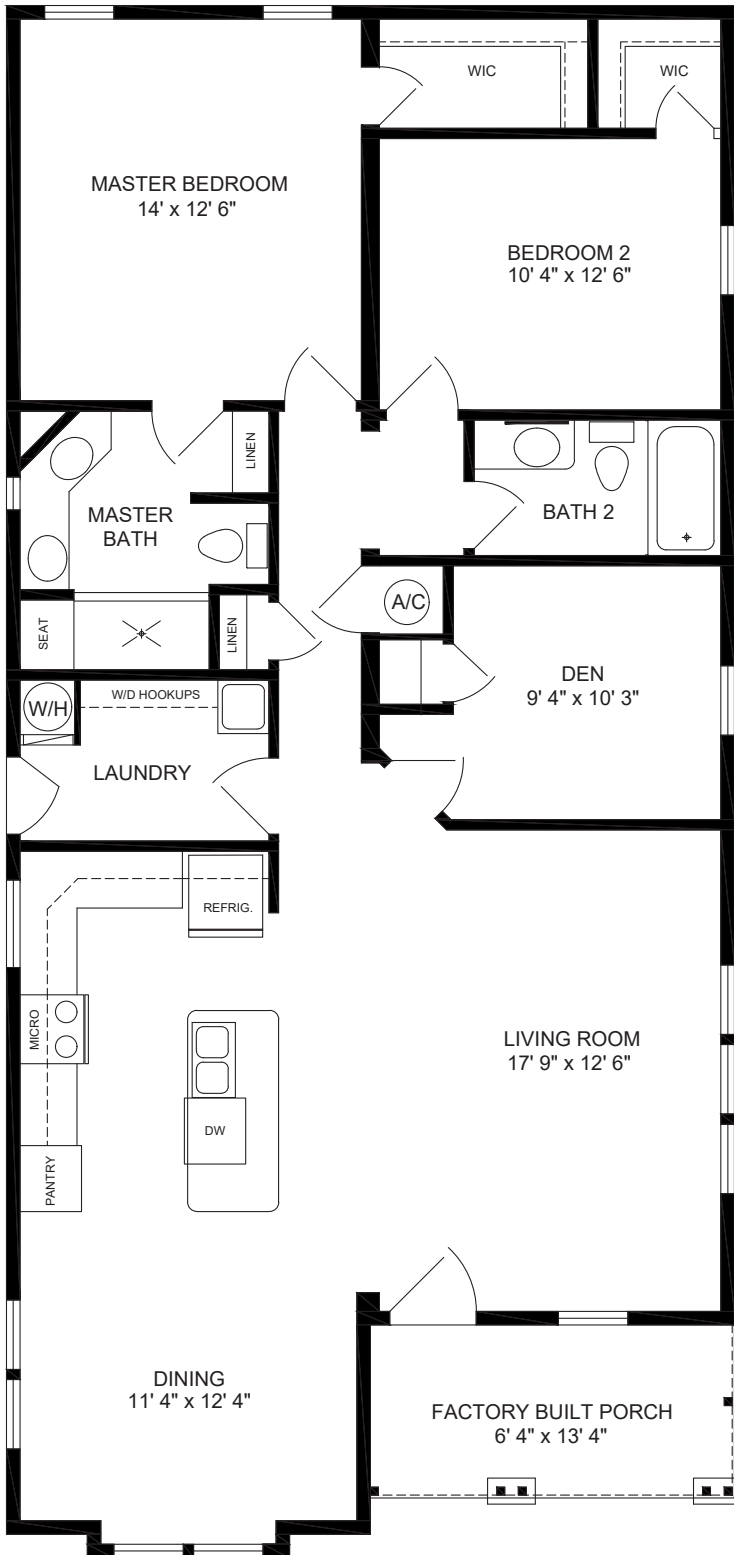 WIC
WIC
MASTER BEDROOM
14' x 12' 6"
BEDROOM 2
10' 4" x 12' 6"
LINEN
MASTER
BATH
BATH 2
SEAT
LINEN
A/C
DEN
9' 4" x 10' 3"
W/H
W/D HOOKUPS
LAUNDRY
REFRIG.
MICRO
LIVING ROOM
17' 9" x 12' 6"
DW
PANTRY
DINING
11' 4" x 12' 4"
FACTORY BUILT PORCH
6' 4" x 13' 4"